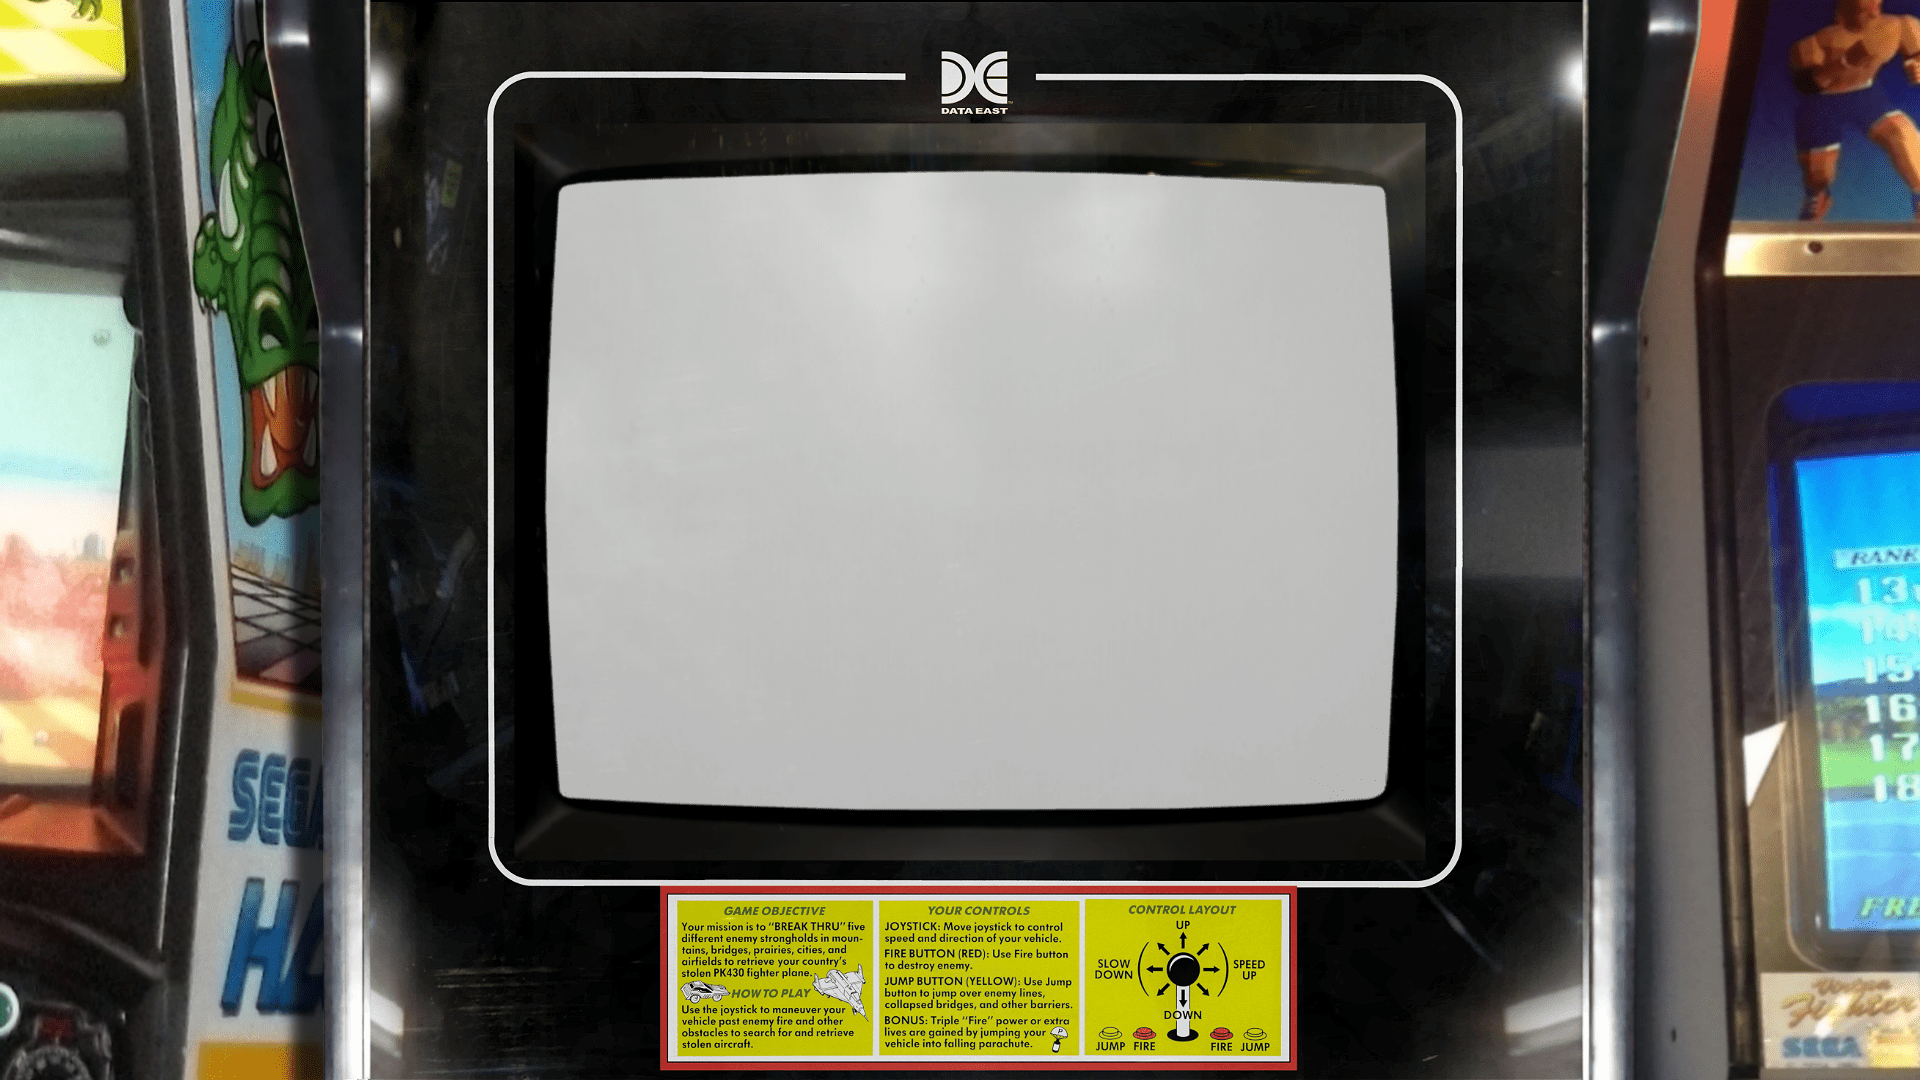 DATA EAST
GAME OBJECTIVE
Your mission is to "BREAK THRU" five
different enemy strongholds in moun-
tains, bridges, prairies, cities, and
airfields to retrieve your country's
stolen PK430 fighter plane.
HOW TO PLAY
Use the joystick to maneuver your
vehicle past enemy fire and other
obstacles to search for and retrieve
stolen aircraft.
YOUR CONTROLS
JOYSTICK: Move joystick to control
speed and direction of your vehicle.
FIRE BUTTON (RED): Use Fire button
to destroy enemy.
JUMP BUTTON (YELLOW): Use Jump
button to jump over enemy lines,
collapsed bridges, and other barriers.
BONUS: Triple "Fire" power or extra
lives are gained by jumping your
vehicle into falling parachute.
P
CONTROL LAYOUT
UP
SLOW
DOWN
SPEED
UP
DOWN
JUMP FIRE
FIRE JUMP
SEGA
RANK
13
14
15
16
17
18
FRE
Virtua
Fighter
SEGA